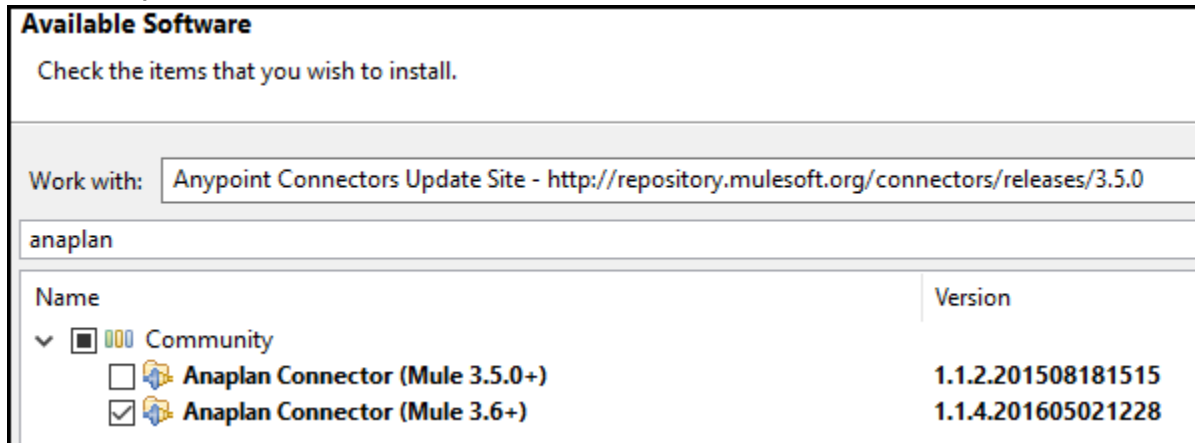 Available Software
Check the items that you wish to install.
Work with: Anypoint Connectors Update Site - http://repository.mulesoft.org/connectors/releases/3.5.0
anaplan
Name Version
Community
Anaplan Connector (Mule 3.5.0+) 1.1.2.201508181515
Anaplan Connector (Mule 3.6+) 1.1.4.201605021228